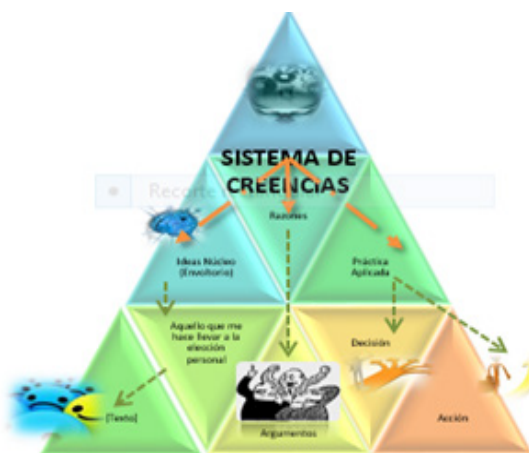 SISTEMA DE
CREENCIAS
Recorte
Razones
Ideas Núcleo
(Envoltorio)
Práctica
Aplicada
Aquello que me
hace llevar a la
elección
personal
Decisión
(Texto)
Argumentos
Acción